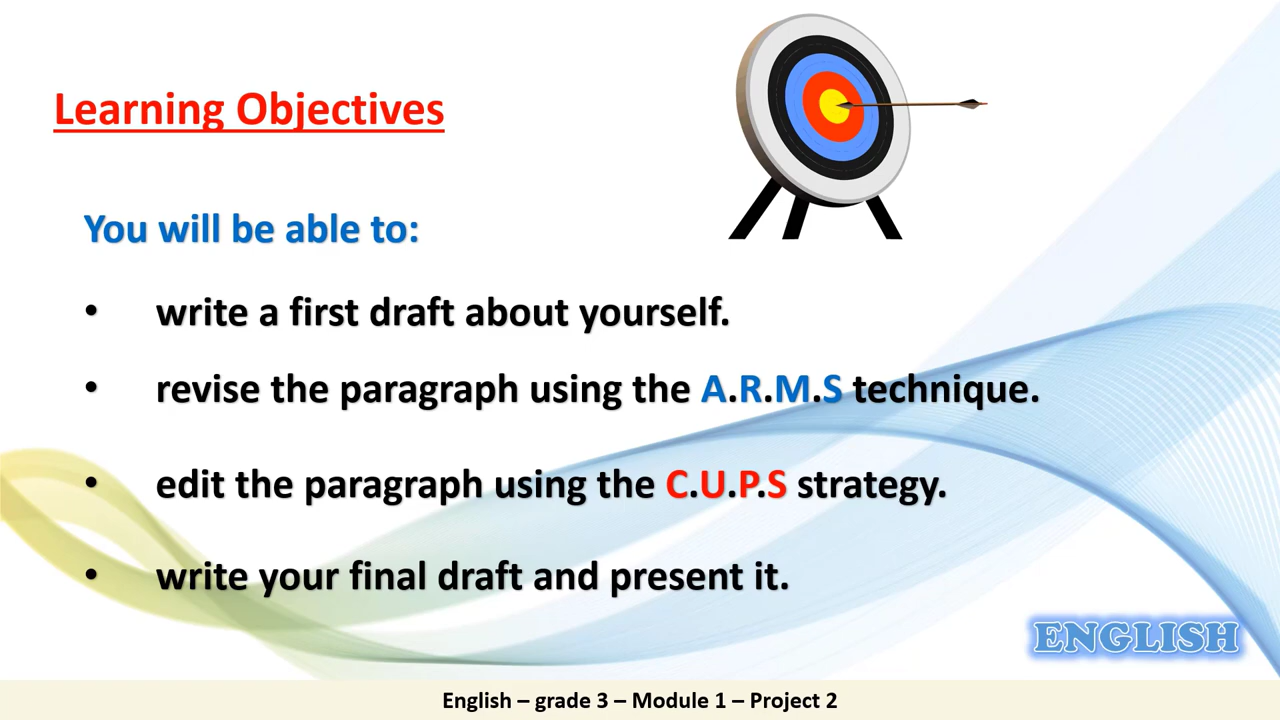 Learning Objectives
You will be able to:
• write a first draft about yourself.
• revise the paragraph using the A.R.M.S technique.
• edit the paragraph using the C.U.P.S strategy.
• write your final draft and present it.
ENGLISH
English – grade 3 – Module 1 – Project 2